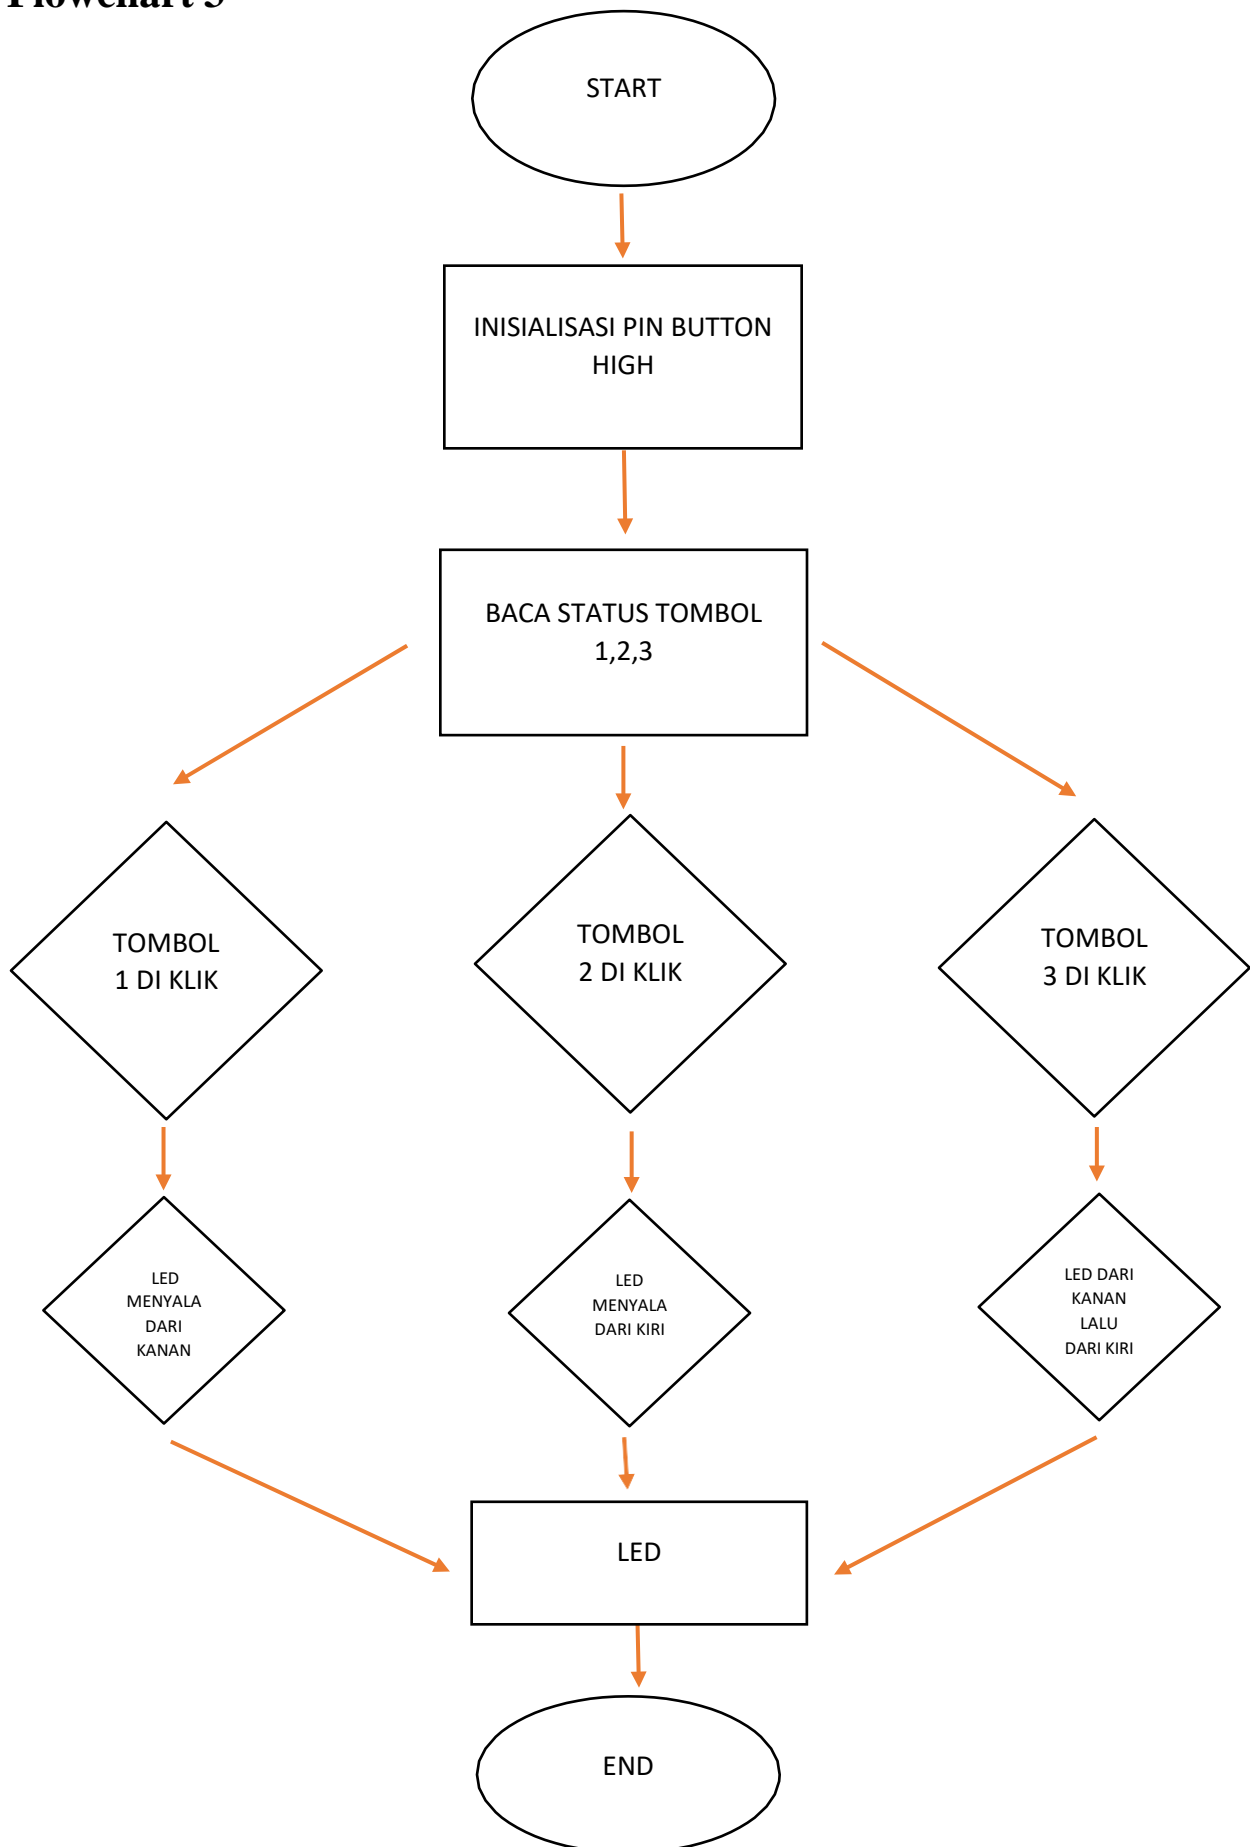 Flowchart 3
START
INISIALISASI PIN BUTTON
HIGH
BACA STATUS TOMBOL
1,2,3
TOMBOL
1 DI KLIK
TOMBOL
2 DI KLIK
TOMBOL
3 DI KLIK
LED
MENYALA
DARI
KANAN
LED
MENYALA
DARI KIRI
LED DARI
KANAN
LALU
DARI KIRI
LED
END